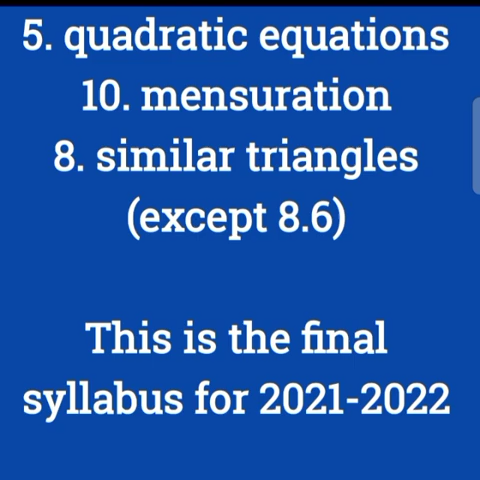 5. quadratic equations
10. mensuration
8. similar triangles
(except 8.6)
This is the final
syllabus for 2021-2022